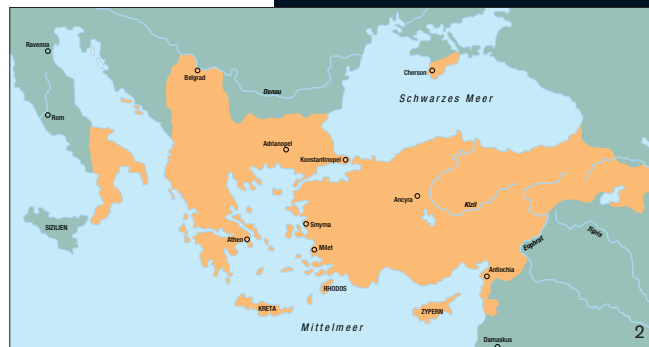 Ravenna
Belgrad
Donau
Cherson
Schwarzes Meer
Rom
Adrianopel
Konstantinopel
Ancyra
Kizil
SIZILIEN
Athen
Smyrna
Milet
Euphrat
Tigris
RHODOS
Antiochia
KRETA
ZYPERN
Mittelmeer
Damaskus
2